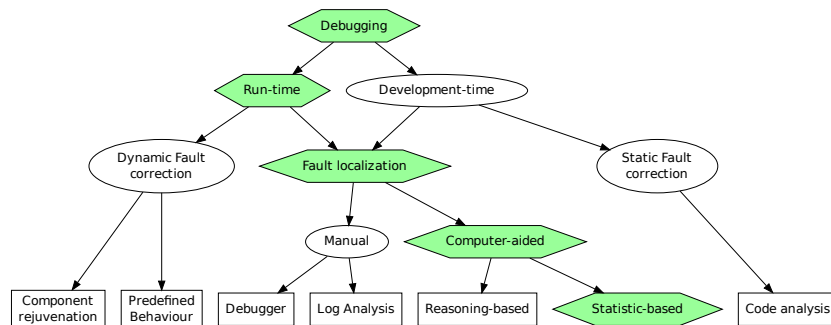 Debugging
Run-time
Development-time
Dynamic Fault
correction
Fault localization
Static Fault
correction
Manual
Computer-aided
Component
rejuvenation
Predefined
Behaviour
Debugger
Log Analysis
Reasoning-based
Statistic-based
Code analysis